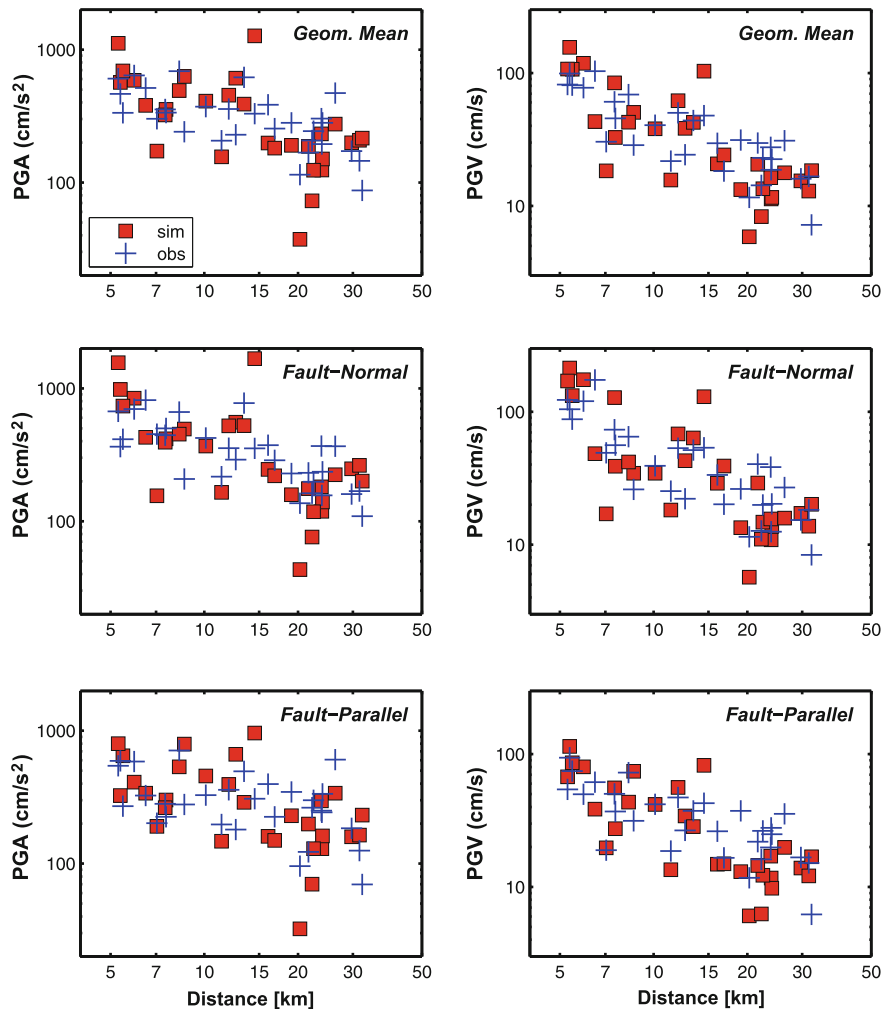 Geom. Mean
PGA (cm/s²)
1000
100
sim
obs
5 7 10 15 20 30 50
Geom. Mean
PGV (cm/s)
100
10
5 7 10 15 20 30 50
Fault−Normal
PGA (cm/s²)
1000
100
5 7 10 15 20 30 50
Fault−Normal
PGV (cm/s)
100
10
5 7 10 15 20 30 50
Fault−Parallel
PGA (cm/s²)
1000
100
5 7 10 15 20 30 50
Distance [km]
Fault−Parallel
PGV (cm/s)
100
10
5 7 10 15 20 30 50
Distance [km]